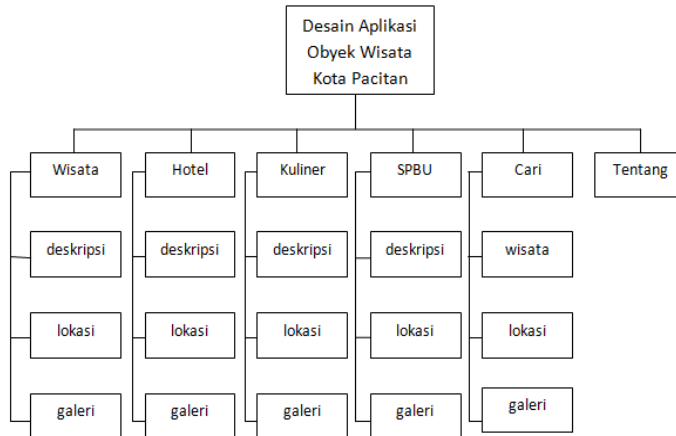 Desain Aplikasi
Obyek Wisata
Kota Pacitan
Wisata
Hotel
Kuliner
SPBU
Cari
Tentang
deskripsi
deskripsi
deskripsi
deskripsi
wisata
lokasi
lokasi
lokasi
lokasi
lokasi
galeri
galeri
galeri
galeri
galeri